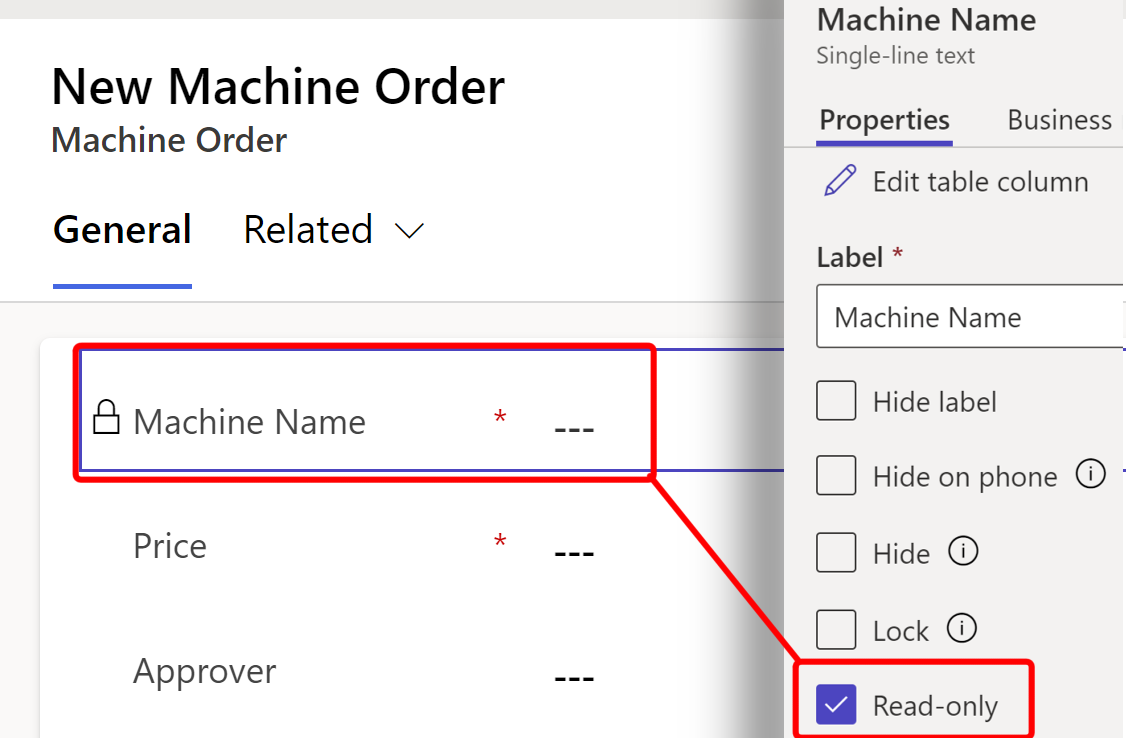 New Machine Order
Machine Order
General Related
Machine Name * ---
Price * ---
Approver ---
Machine Name
Single-line text
Properties Business
Edit table column
Label *
Machine Name
Hide label
Hide on phone
Hide
Lock
Read-only